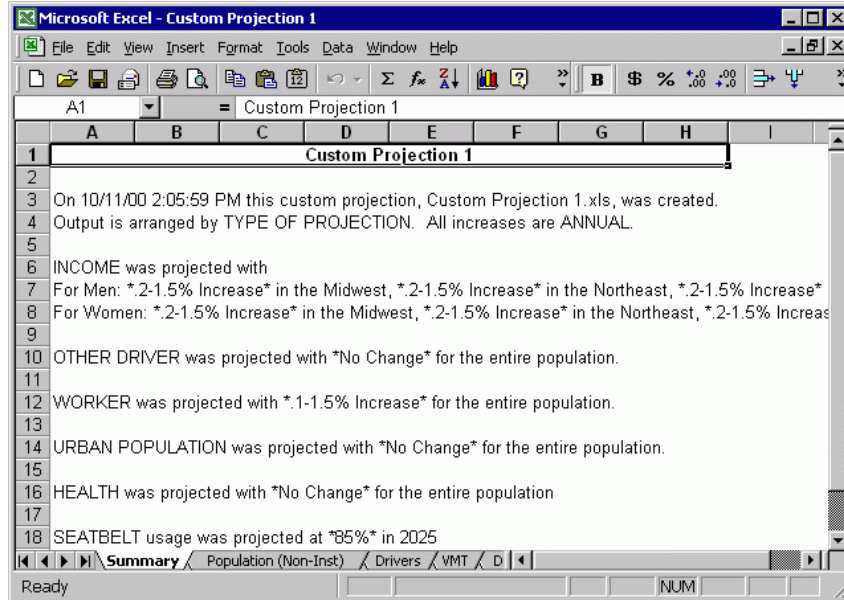 Microsoft Excel - Custom Projection 1
File Edit View Insert Format Tools Data Window Help
Σ fx B $ %
A1 = Custom Projection 1
A B C D E F G H I
1 Custom Projection 1
2
3 On 10/11/00 2:05:59 PM this custom projection, Custom Projection 1.xls, was created.
4 Output is arranged by TYPE OF PROJECTION. All increases are ANNUAL.
5
6 INCOME was projected with
7 For Men: *.2-1.5% Increase* in the Midwest, *.2-1.5% Increase* in the Northeast, *.2-1.5% Increase*
8 For Women: *.2-1.5% Increase* in the Midwest, *.2-1.5% Increase* in the Northeast, *.2-1.5% Increas
9
10 OTHER DRIVER was projected with *No Change* for the entire population.
11
12 WORKER was projected with *.1-1.5% Increase* for the entire population.
13
14 URBAN POPULATION was projected with *No Change* for the entire population.
15
16 HEALTH was projected with *No Change* for the entire population
17
18 SEATBELT usage was projected at *85%* in 2025
Summary Population (Non-Inst) Drivers VMT D
Ready NUM